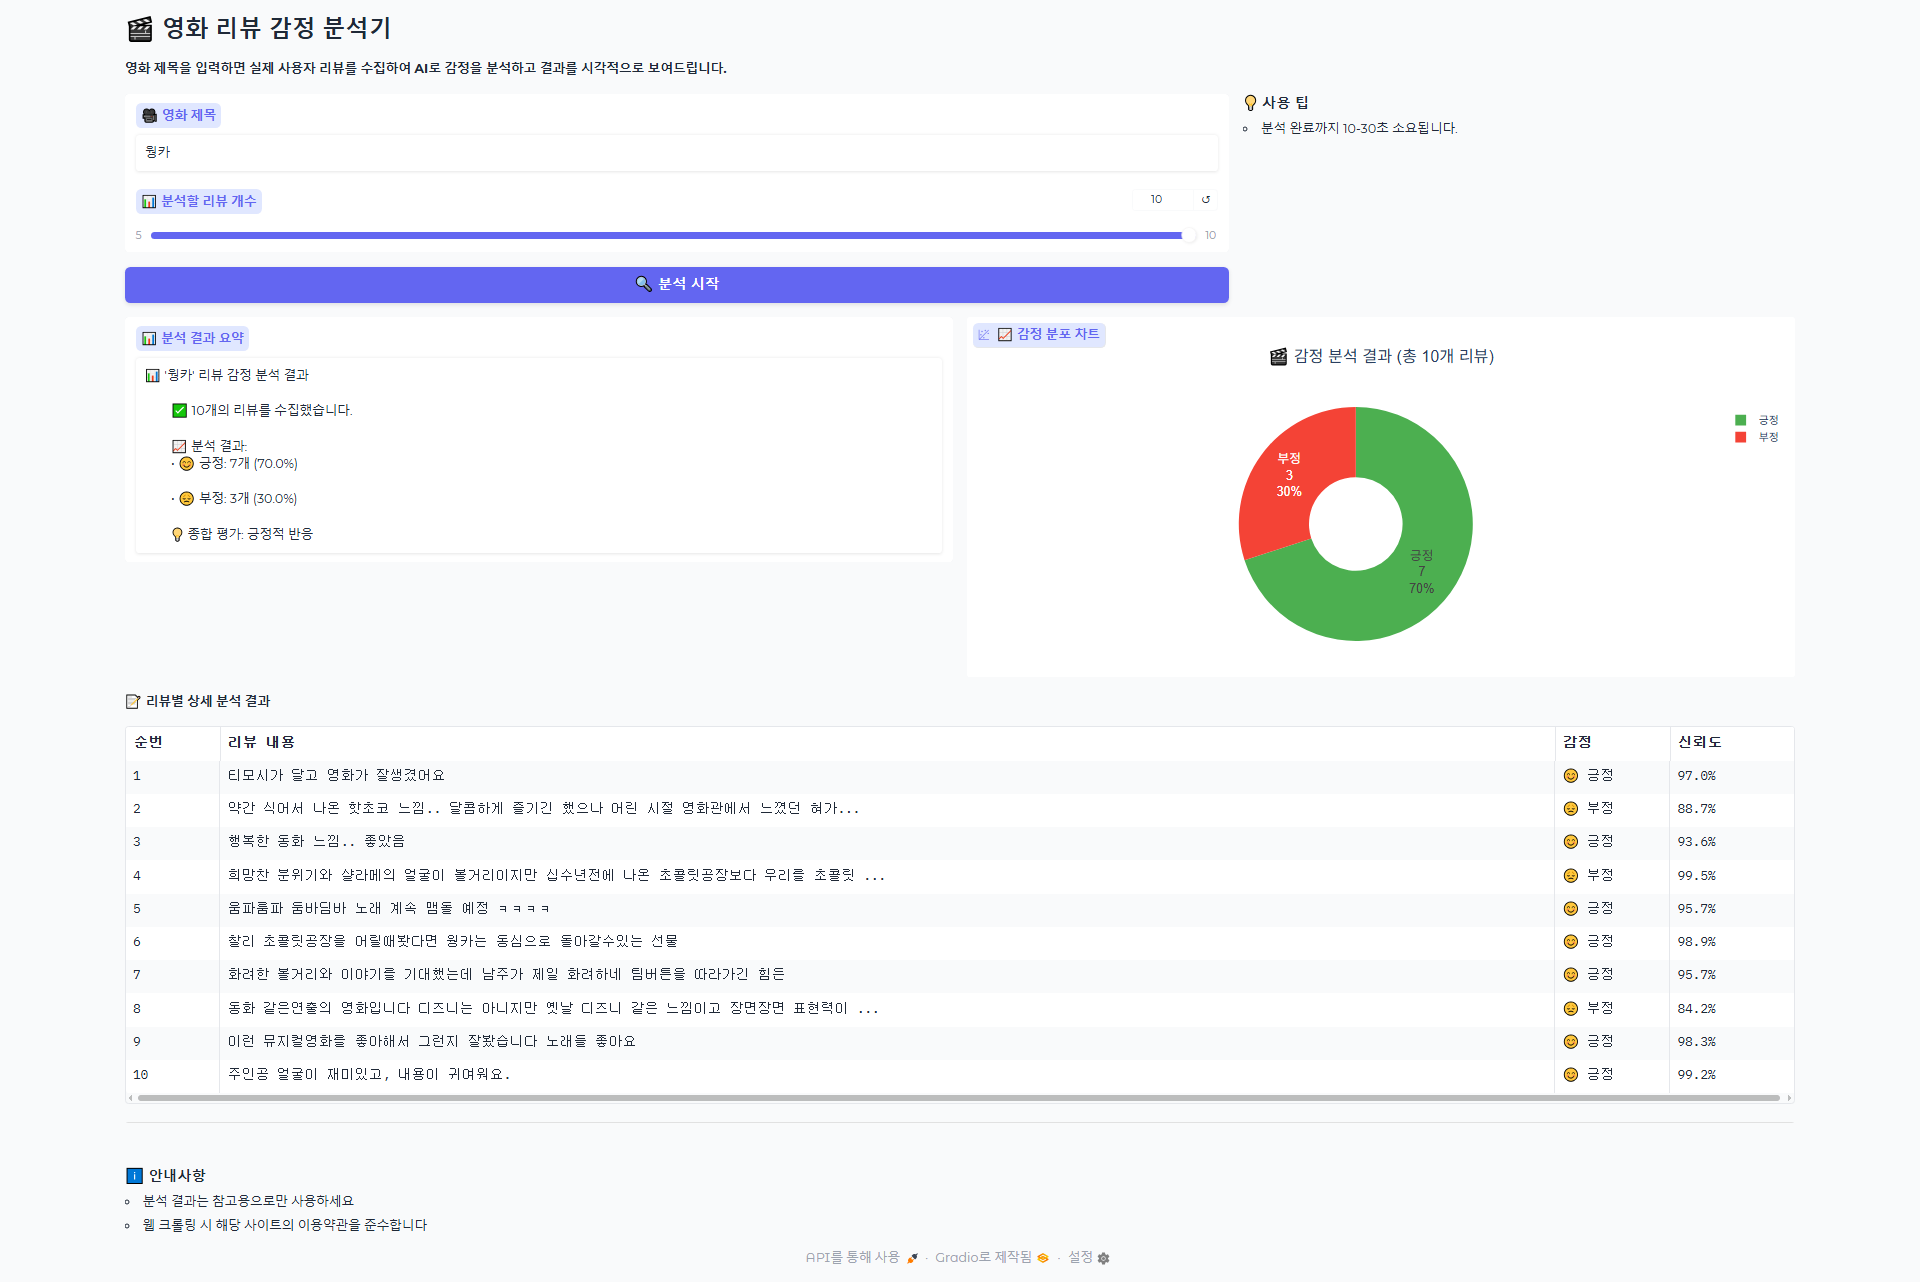 🎬 영화 리뷰 감정 분석기
영화 제목을 입력하면 실제 사용자 리뷰를 수집하여 AI로 감정을 분석하고 결과를 시각적으로 보여드립니다.
🎥 영화 제목
웡카
📊 분석할 리뷰 개수
10 ↺
5
10
🔍 분석 시작
💡 사용 팁
분석 완료까지 10-30초 소요됩니다.
📊 분석 결과 요약
📊 '웡카' 리뷰 감정 분석 결과
✅ 10개의 리뷰를 수집했습니다.
📈 분석 결과:
• 😊 긍정: 7개 (70.0%)
• 😞 부정: 3개 (30.0%)
💡 종합 평가: 긍정적 반응
📈 감정 분포 차트
🎬 감정 분석 결과 (총 10개 리뷰)
긍정
부정
부정
3
30%
긍정
7
70%
📝 리뷰별 상세 분석 결과
순번 리뷰 내용 감정 신뢰도
1 티모시가 달고 영화가 잘생겼어요 😊 긍정 97.0%
2 약간 식어서 나온 핫초코 느낌.. 달콤하게 즐기긴 했으나 어린 시절 영화관에서 느꼈던 혀가... 😞 부정 88.7%
3 행복한 동화 느낌.. 좋았음 😊 긍정 93.6%
4 희망찬 분위기와 샬라메의 얼굴이 볼거리이지만 십수년전에 나온 초콜릿공장보다 우리를 초콜릿 ... 😞 부정 99.5%
5 움파룸파 둠바딤바 노래 계속 맴돌 예정 ㅋㅋㅋㅋ 😊 긍정 95.7%
6 찰리 초콜릿공장을 어릴때봤다면 웡카는 동심으로 돌아갈수있는 선물 😊 긍정 98.9%
7 화려한 볼거리와 이야기를 기대했는데 남주가 제일 화려하네 팀버튼을 따라가긴 힘든 😊 긍정 95.7%
8 동화 같은연출의 영화입니다 디즈니는 아니지만 옛날 디즈니 같은 느낌이고 장면장면 표현력이 ... 😞 부정 84.2%
9 이런 뮤지컬영화를 좋아해서 그런지 잘봤습니다 노래들 좋아요 😊 긍정 98.3%
10 주인공 얼굴이 재미있고, 내용이 귀여워요. 😊 긍정 99.2%
ℹ️ 안내사항
분석 결과는 참고용으로만 사용하세요
웹 크롤링 시 해당 사이트의 이용약관을 준수합니다
API를 통해 사용 🚀 · Gradio로 제작됨 · 설정 ⚙️